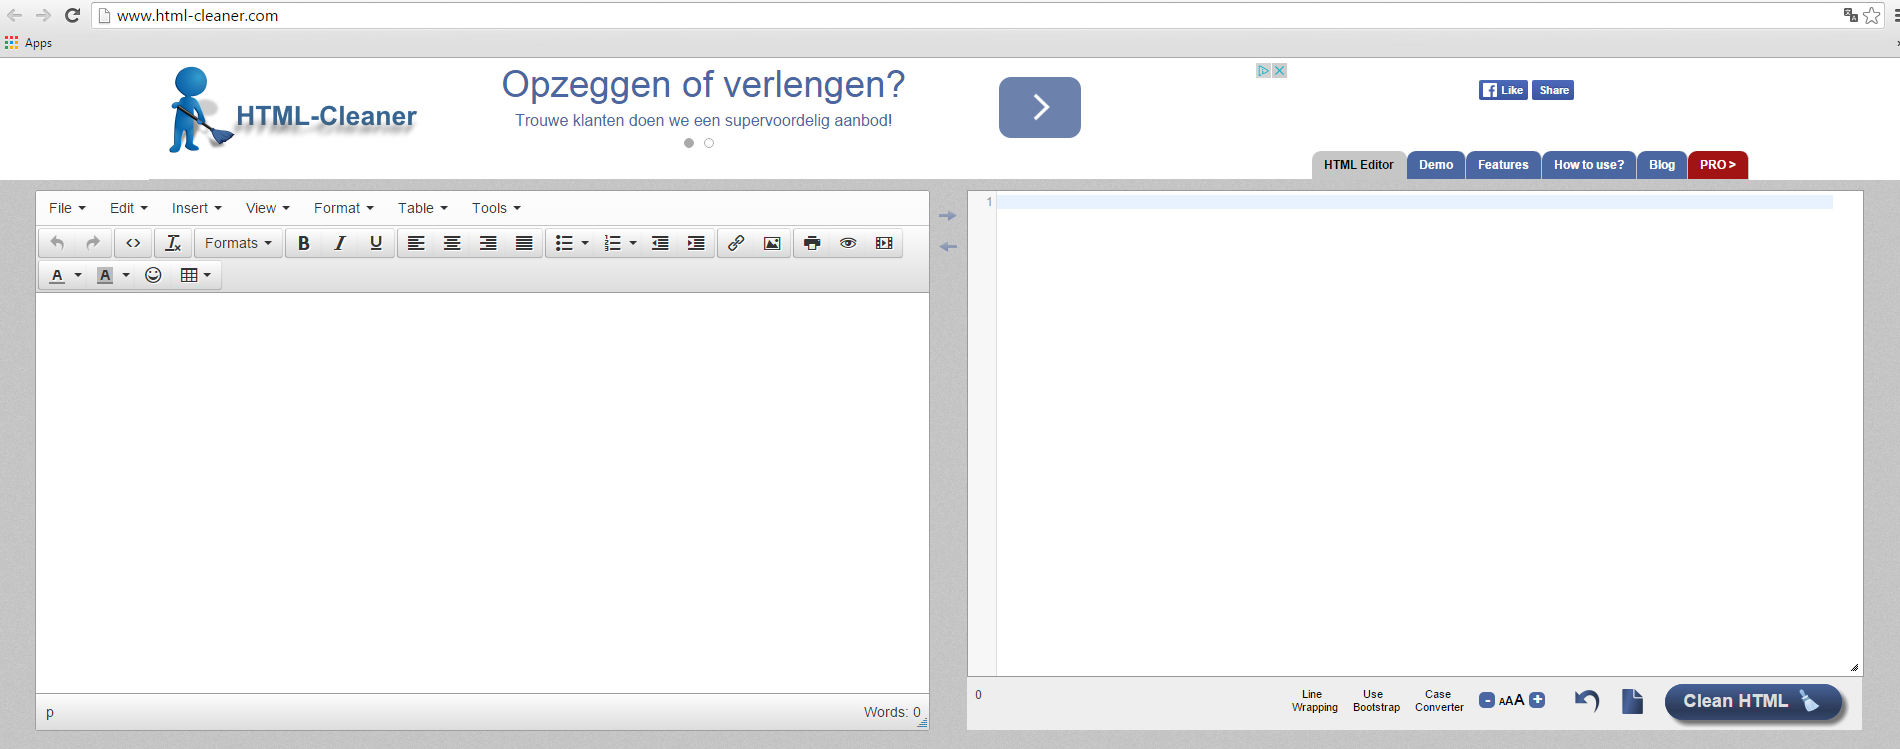 www.html-cleaner.com
Apps
HTML-Cleaner
Opzeggen of verlengen?
Trouwe klanten doen we een supervoordelig aanbod!
Like Share
HTML Editor Demo Features How to use? Blog PRO >
File Edit Insert View Format Table Tools
Formats B I U
A A
p
Words: 0
1
0
Line Wrapping
Use Bootstrap
Case Converter
- AAA +
Clean HTML